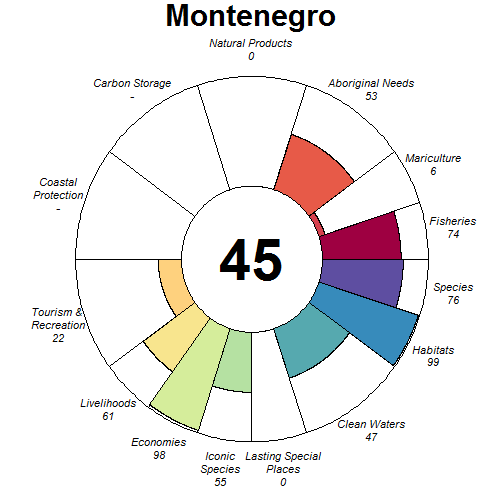 Montenegro
Natural Products
0
Carbon Storage
-
Aboriginal Needs
53
Mariculture
6
Coastal
Protection
-
Fisheries
74
45
Species
76
Tourism &
Recreation
22
Habitats
99
Livelihoods
61
Clean Waters
47
Economies
98
Iconic
Species
55
Lasting Special
Places
0